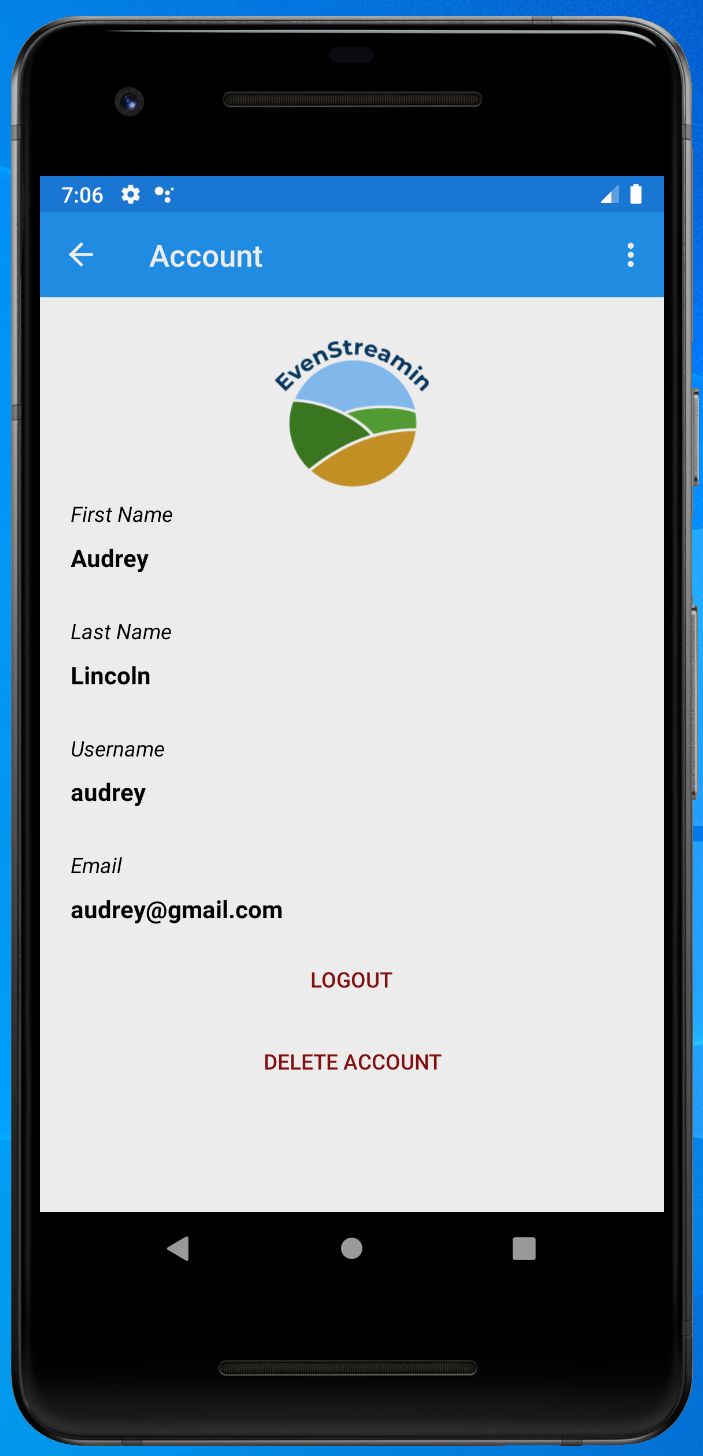 7:06
Account
EvenStreamin
First Name
Audrey
Last Name
Lincoln
Username
audrey
Email
audrey@gmail.com
LOGOUT
DELETE ACCOUNT